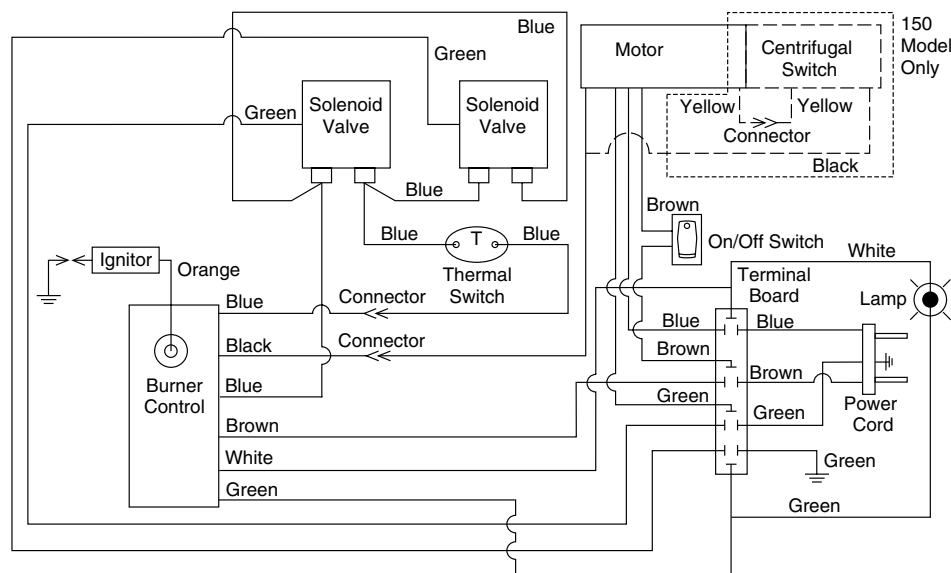 Blue
150
Model
Only
Green
Motor
Centrifugal
Switch
Solenoid
Valve
Solenoid
Valve
Green
Yellow
Yellow
Connector
Black
Blue
Brown
Blue
T
Blue
On/Off Switch
White
Thermal
Switch
Ignitor
Orange
Terminal
Board
Lamp
Blue
Connector
Blue
Blue
Black
Connector
Brown
Burner
Control
Blue
Brown
Power
Cord
Green
Green
Brown
White
Green
Green
Green